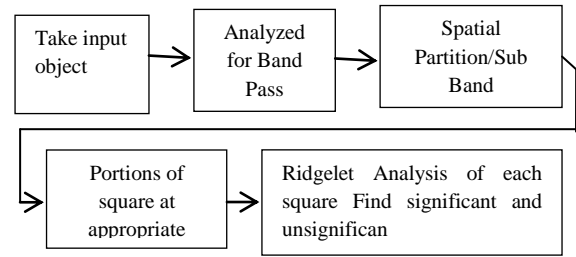 Take input
object
Analyzed
for Band
Pass
Spatial
Partition/Sub
Band
Portions of
square at
appropriate
Ridgelet Analysis of each
square Find significant and
unsignifican